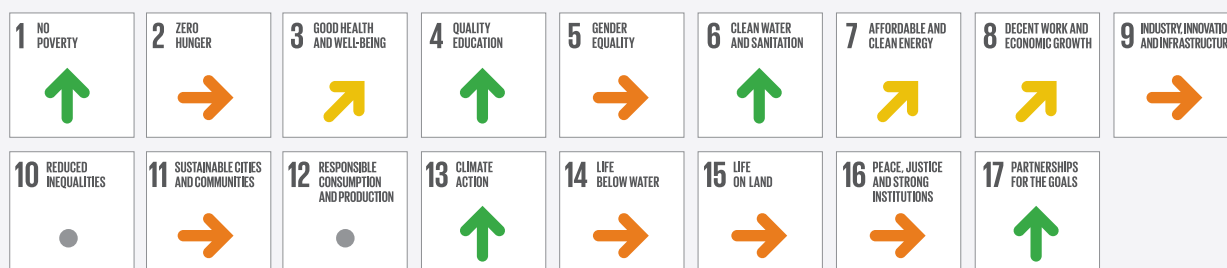 1 NO
POVERTY
2 ZERO
HUNGER
3 GOOD HEALTH
AND WELL-BEING
4 QUALITY
EDUCATION
5 GENDER
EQUALITY
6 CLEAN WATER
AND SANITATION
7 AFFORDABLE AND
CLEAN ENERGY
8 DECENT WORK AND
ECONOMIC GROWTH
9 INDUSTRY, INNOVATIO
AND INFRASTRUCTUR
10 REDUCED
INEQUALITIES
11 SUSTAINABLE CITIES
AND COMMUNITIES
12 RESPONSIBLE
CONSUMPTION
AND PRODUCTION
13 CLIMATE
ACTION
14 LIFE
BELOW WATER
15 LIFE
ON LAND
16 PEACE, JUSTICE
AND STRONG
INSTITUTIONS
17 PARTNERSHIPS
FOR THE GOALS